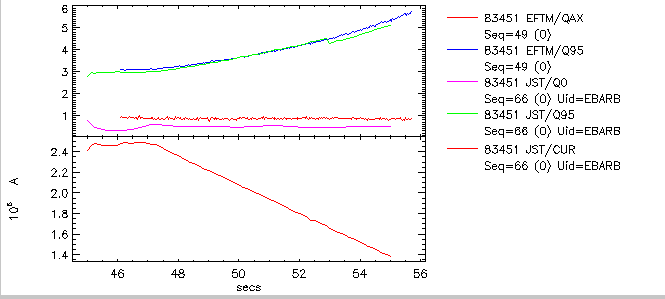 6
5
4
3
2
1
2.4
2.2
2.0
1.8
1.6
1.4
10⁶ A
46 48 50 52 54 56
secs
83451 EFTM/QAX
Seq=49 (0)
83451 EFTM/Q95
Seq=49 (0)
83451 JST/Q0
Seq=66 (0) Uid=EBARB
83451 JST/Q95
Seq=66 (0) Uid=EBARB
83451 JST/CUR
Seq=66 (0) Uid=EBARB